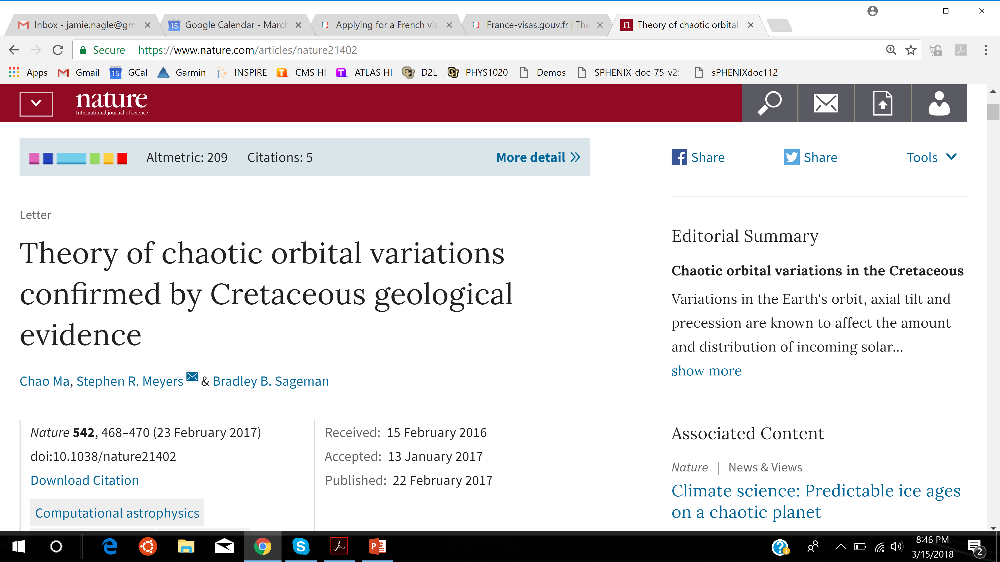 Inbox - jamie.nagle@gm
Google Calendar - March
Applying for a French vis
France-visas.gouv.fr | The
n Theory of chaotic orbital
Secure https://www.nature.com/articles/nature21402
Apps Gmail 15 GCal Garmin INSPIRE T CMS HI T ATLAS HI D2L PHYS1020 Demos SPHENIX-doc-75-v2: sPHENIXdoc112
nature
International journal of science
Altmetric: 209 Citations: 5 More detail »
Share Share Tools
Letter
Theory of chaotic orbital variations
confirmed by Cretaceous geological
evidence
Chao Ma, Stephen R. Meyers & Bradley B. Sageman
Nature 542, 468–470 (23 February 2017)
doi:10.1038/nature21402
Download Citation
Computational astrophysics
Received: 15 February 2016
Accepted: 13 January 2017
Published: 22 February 2017
Editorial Summary
Chaotic orbital variations in the Cretaceous
Variations in the Earth's orbit, axial tilt and
precession are known to affect the amount
and distribution of incoming solar...
show more
Associated Content
Nature | News & Views
Climate science: Predictable ice ages
on a chaotic planet
8:46 PM
3/15/2018
2